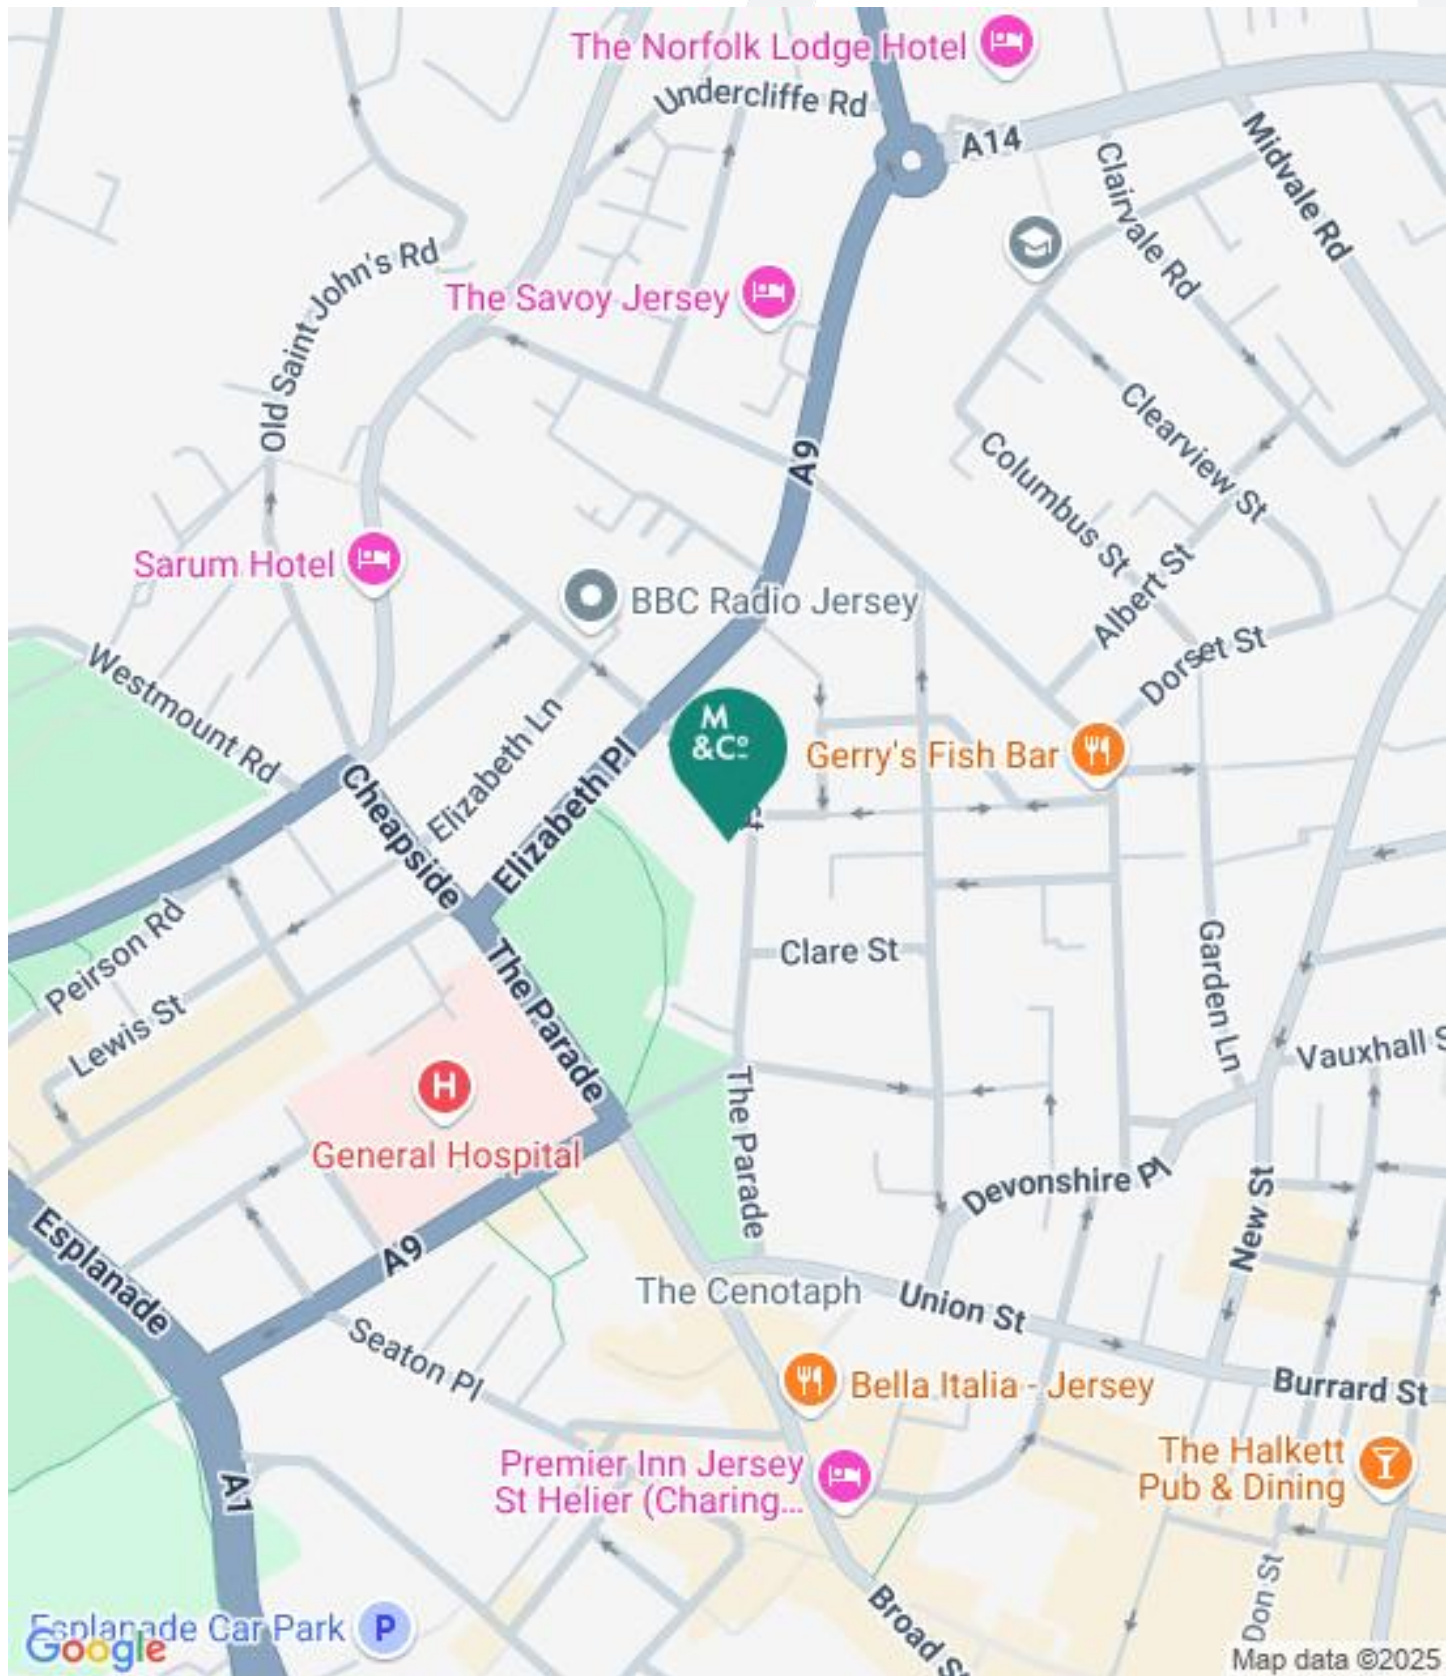 The Norfolk Lodge Hotel
Undercliffe Rd
A14
Midvale Rd
Clairvale Rd
Old Saint John's Rd
The Savoy Jersey
A9
Clearview St
Columbus St
Albert St
Sarum Hotel
BBC Radio Jersey
Dorset St
Westmount Rd
M
&Co
Elizabeth Ln
Elizabeth Pl
Gerry's Fish Bar
Cheapside
St
Peirson Rd
Clare St
Garden Ln
Lewis St
The Parade
Vauxhall S
H
General Hospital
The Parade
Devonshire Pl
New St
Esplanade
A9
The Cenotaph
Union St
Seaton Pl
Bella Italia - Jersey
Burrard St
A1
Premier Inn Jersey
St Helier (Charing...
The Halkett
Pub & Dining
Don St
Broad St
Esplanade Car Park P
Google
Map data ©2025